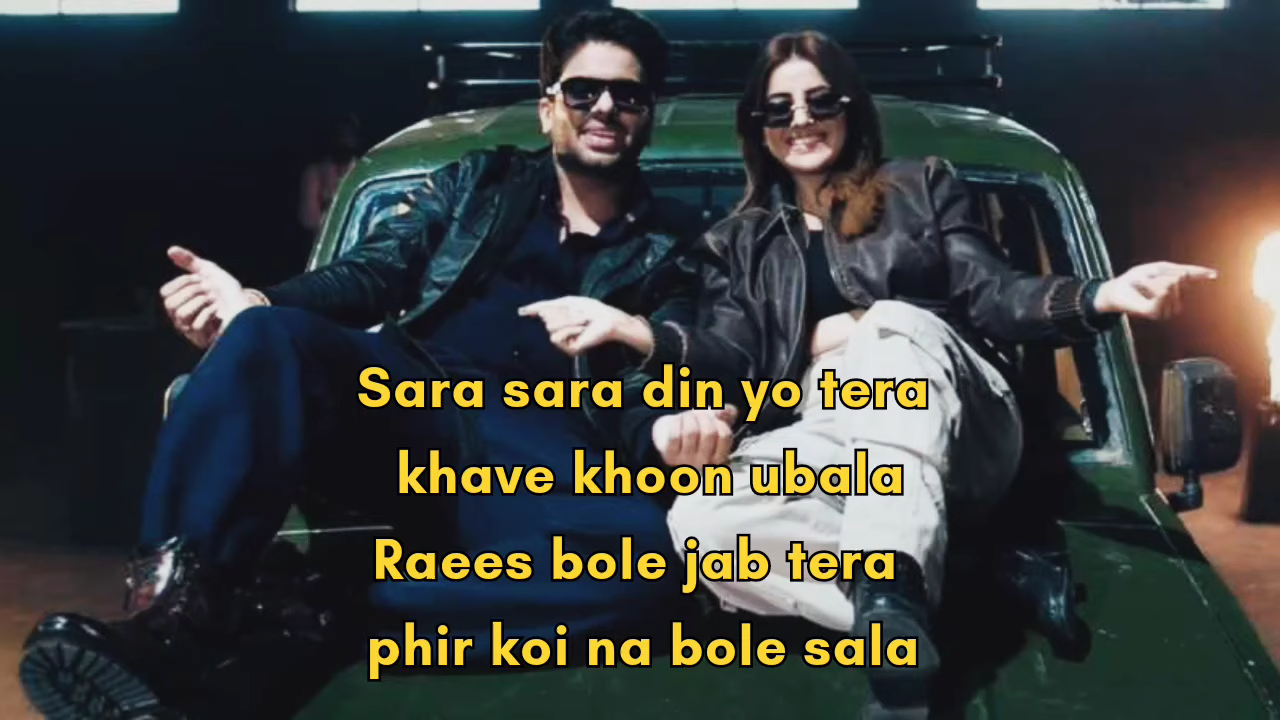 Sara sara din yo tera
khave khoon ubala
Raees bole jab tera
phir koi na bole sala